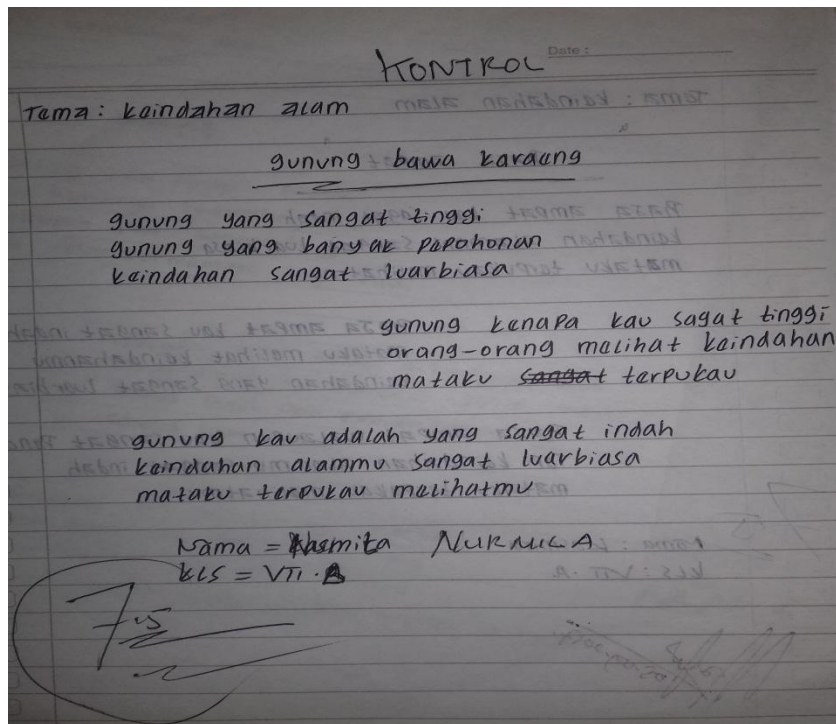 KONTROL
Date :
Tema : keindahan alam
gunung bawa karaeng
gunung yang sangat tinggi
gunung yang banyak pepohonan
keindahan sangat luarbiasa
gunung kenapa kau sagat tinggi
orang-orang melihat keindahan
mataku sangat terpukau
gunung kau adalah yang sangat indah
keindahan alammu sangat luarbiasa
mataku terpukau melihatmu
Nama = NURMILA
kls = VII .
75